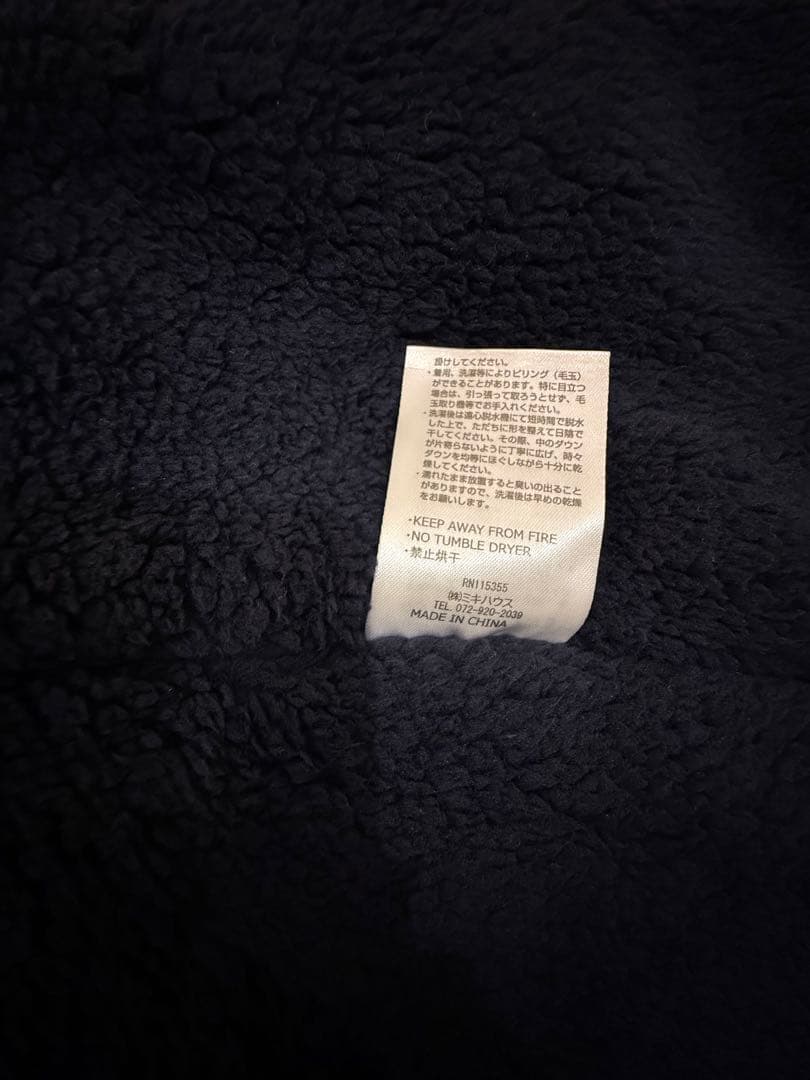 掛けしてください。
・着用、洗濯等によりピリング（毛玉）
ができることがあります。特に目立つ
場合は、引っ張って取ろうとせず、毛
玉取り機等でお手入れください。
・洗濯後は遠心脱水機にて短時間で脱水
した上で、ただちに形を整えて日陰で
干してください。その際、中のダウン
が片寄らないように丁寧に広げ、時々
ダウンを均等にほぐしながら十分に乾
燥してください。
・濡れたまま放置すると臭いの出ること
がありますので、洗濯後は早めの乾燥
をお願いします。
・KEEP AWAY FROM FIRE
・NO TUMBLE DRYER
・禁止烘干
RN115355
㈱ミキハウス
TEL. 072-920-2039
MADE IN CHINA